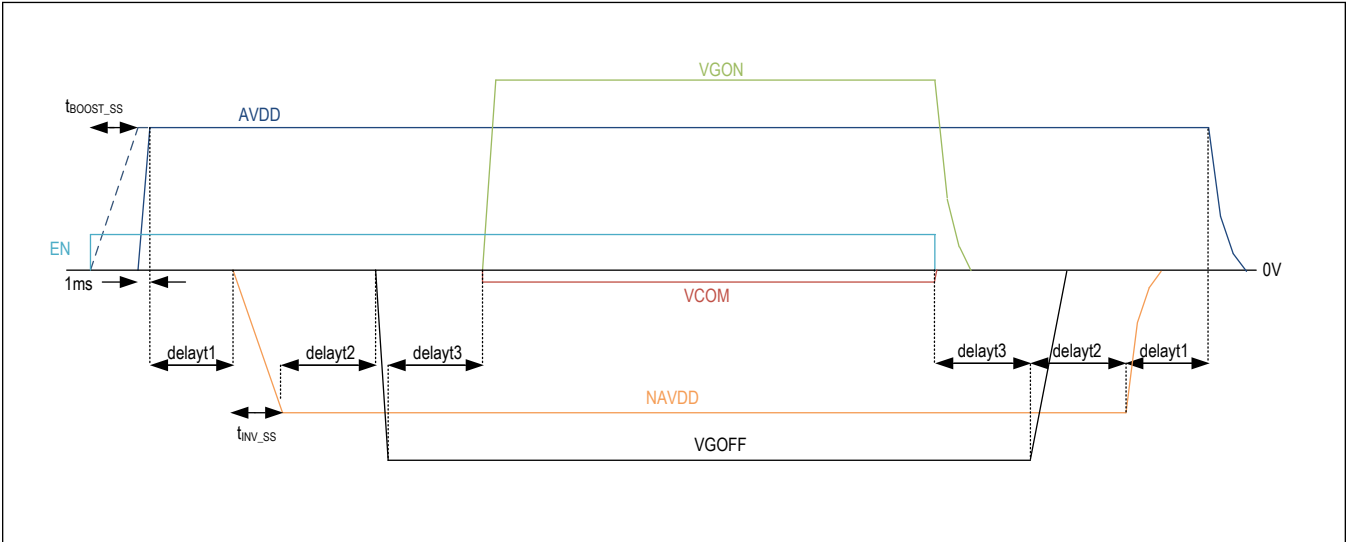 VGON
tBOOST_SS
AVDD
EN
0V
1ms
VCOM
delayt1
delayt2
delayt3
delayt3
delayt2
delayt1
NAVDD
tINV_SS
VGOFF